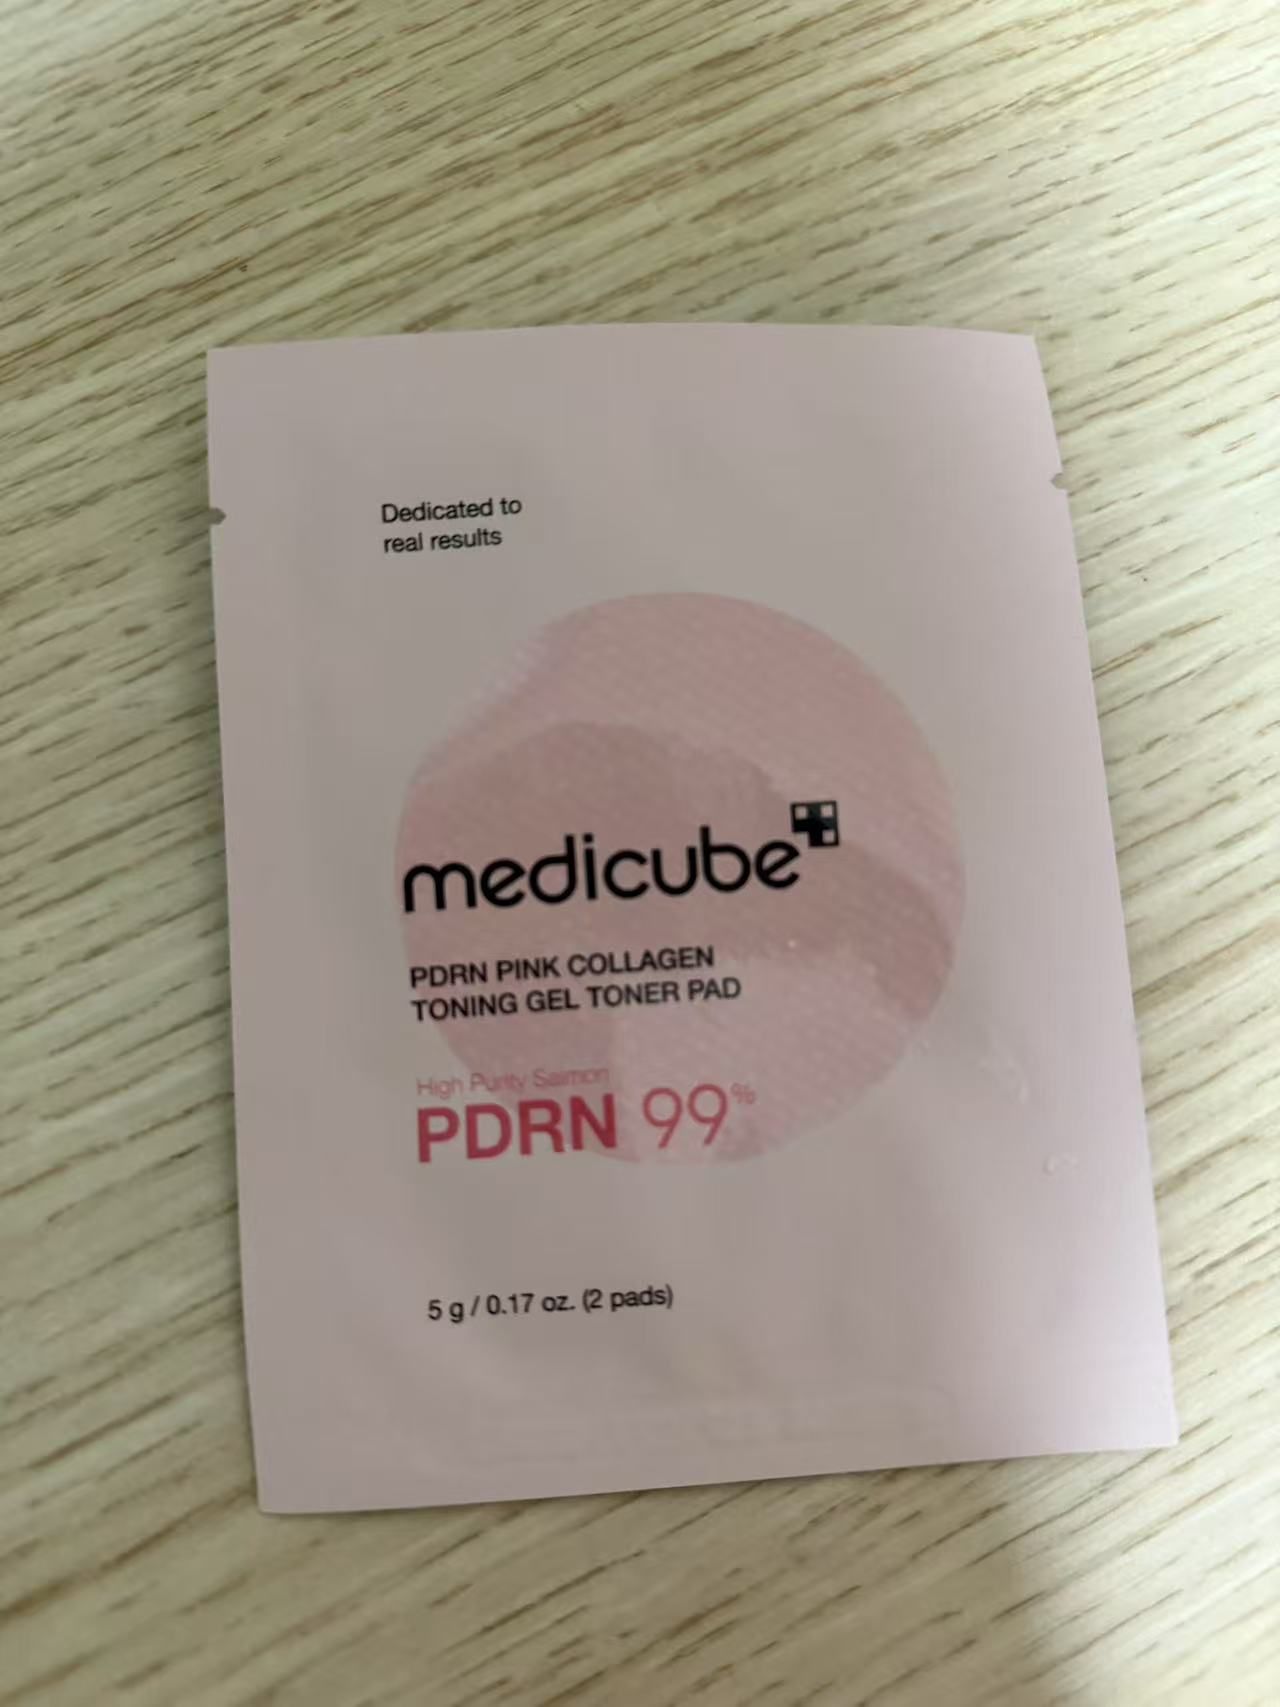 Dedicated to
real results
medicube
PDRN PINK COLLAGEN
TONING GEL TONER PAD
High Purity Salmon
PDRN 99%
5 g / 0.17 oz. (2 pads)